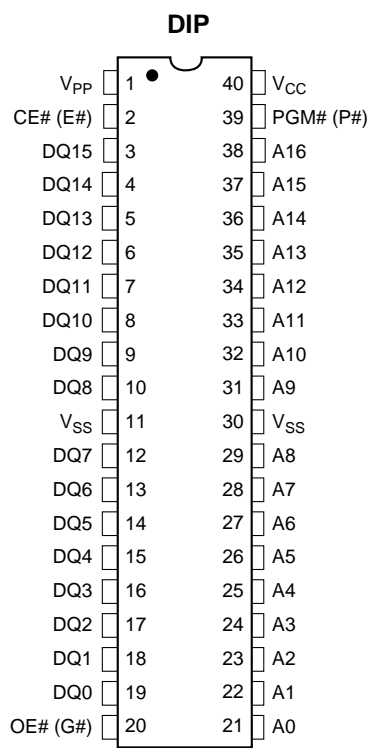 DIP
VPP 1 40 VCC
CE# (E#) 2 39 PGM# (P#)
DQ15 3 38 A16
DQ14 4 37 A15
DQ13 5 36 A14
DQ12 6 35 A13
DQ11 7 34 A12
DQ10 8 33 A11
DQ9 9 32 A10
DQ8 10 31 A9
VSS 11 30 VSS
DQ7 12 29 A8
DQ6 13 28 A7
DQ5 14 27 A6
DQ4 15 26 A5
DQ3 16 25 A4
DQ2 17 24 A3
DQ1 18 23 A2
DQ0 19 22 A1
OE# (G#) 20 21 A0